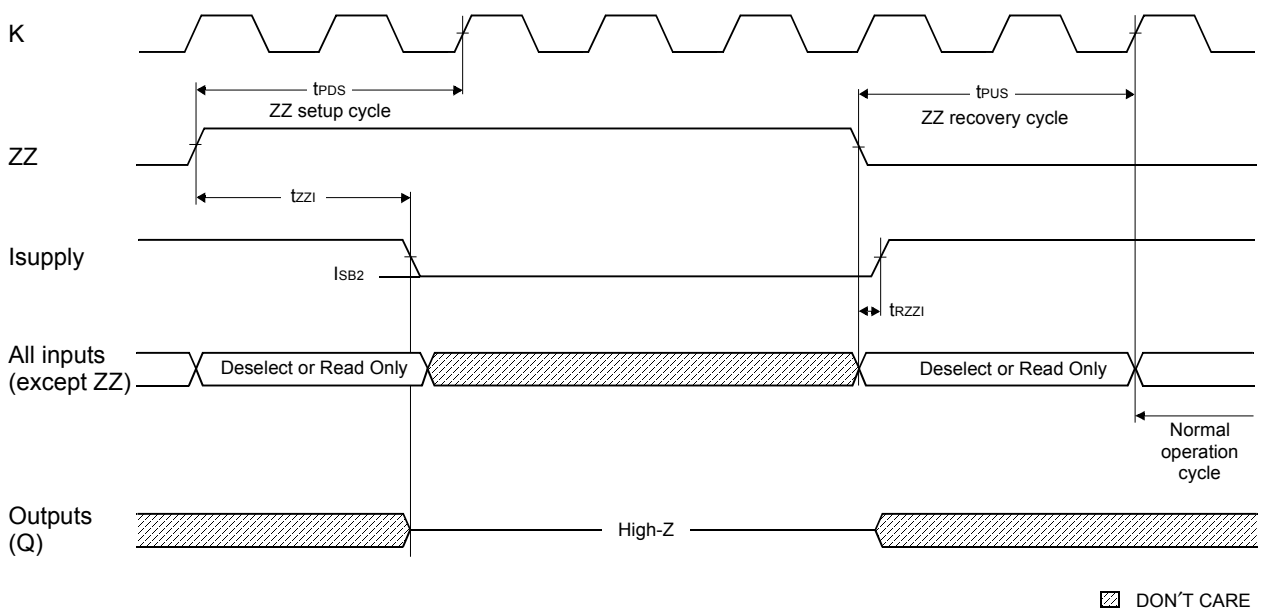 K
tPDS
ZZ setup cycle
tPUS
ZZ recovery cycle
ZZ
tZZI
Isupply
ISB2
tRZZI
All inputs
(except ZZ)
Deselect or Read Only
Deselect or Read Only
Normal
operation
cycle
Outputs
(Q)
High-Z
DON′T CARE